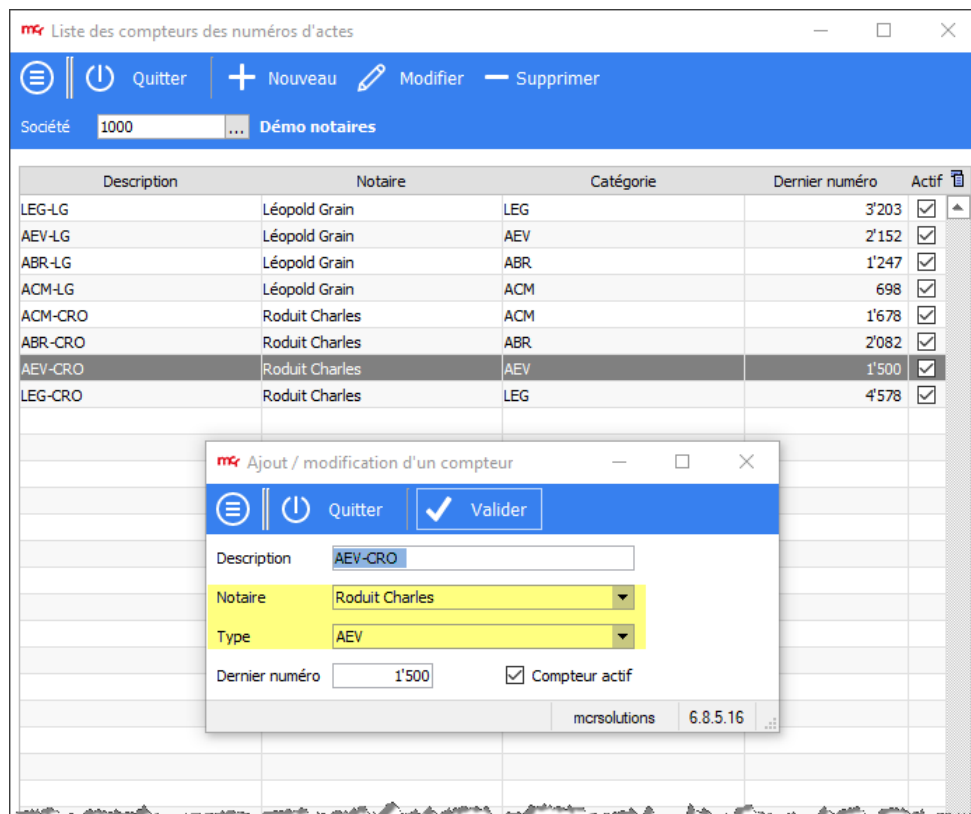 mcr Liste des compteurs des numéros d'actes
Quitter Nouveau Modifier Supprimer
Société 1000 ... Démo notaires
Description Notaire Catégorie Dernier numéro Actif
LEG-LG Léopold Grain LEG 3'203
AEV-LG Léopold Grain AEV 2'152
ABR-LG Léopold Grain ABR 1'247
ACM-LG Léopold Grain ACM 698
ACM-CRO Roduit Charles ACM 1'678
ABR-CRO Roduit Charles ABR 2'082
AEV-CRO Roduit Charles AEV 1'500
LEG-CRO Roduit Charles LEG 4'578
mcr Ajout / modification d'un compteur
Quitter Valider
Description AEV-CRO
Notaire Roduit Charles
Type AEV
Dernier numéro 1'500 Compteur actif
mcrsolutions 6.8.5.16